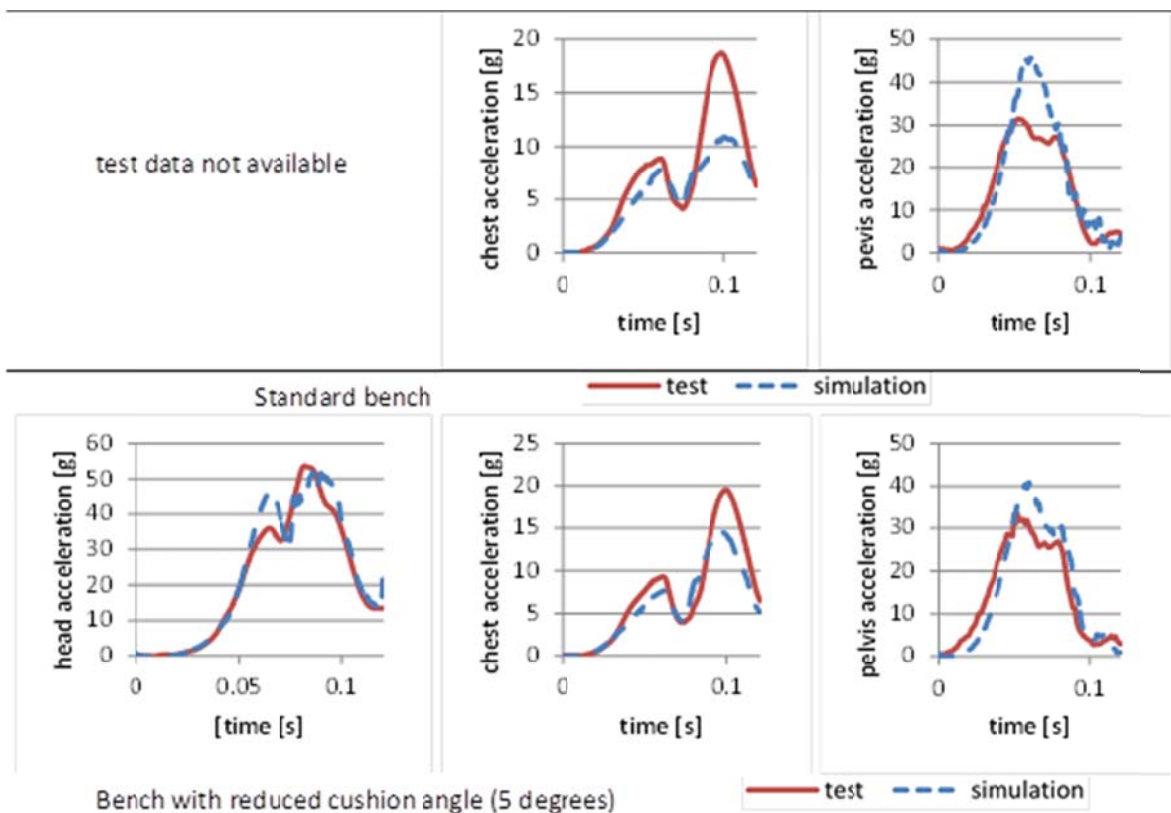 test data not available
chest acceleration [g]
20
15
10
5
0
0 0.1
time [s]
pevis acceleration [g]
50
40
30
20
10
0
0 0.1
time [s]
Standard bench
test simulation
head acceleration [g]
60
50
40
30
20
10
0
0 0.05 0.1
[time [s]
chest acceleration [g]
25
20
15
10
5
0
0 0.1
time [s]
pelvis acceleration [g]
50
40
30
20
10
0
0 0.1
time [s]
Bench with reduced cushion angle (5 degrees)
test simulation